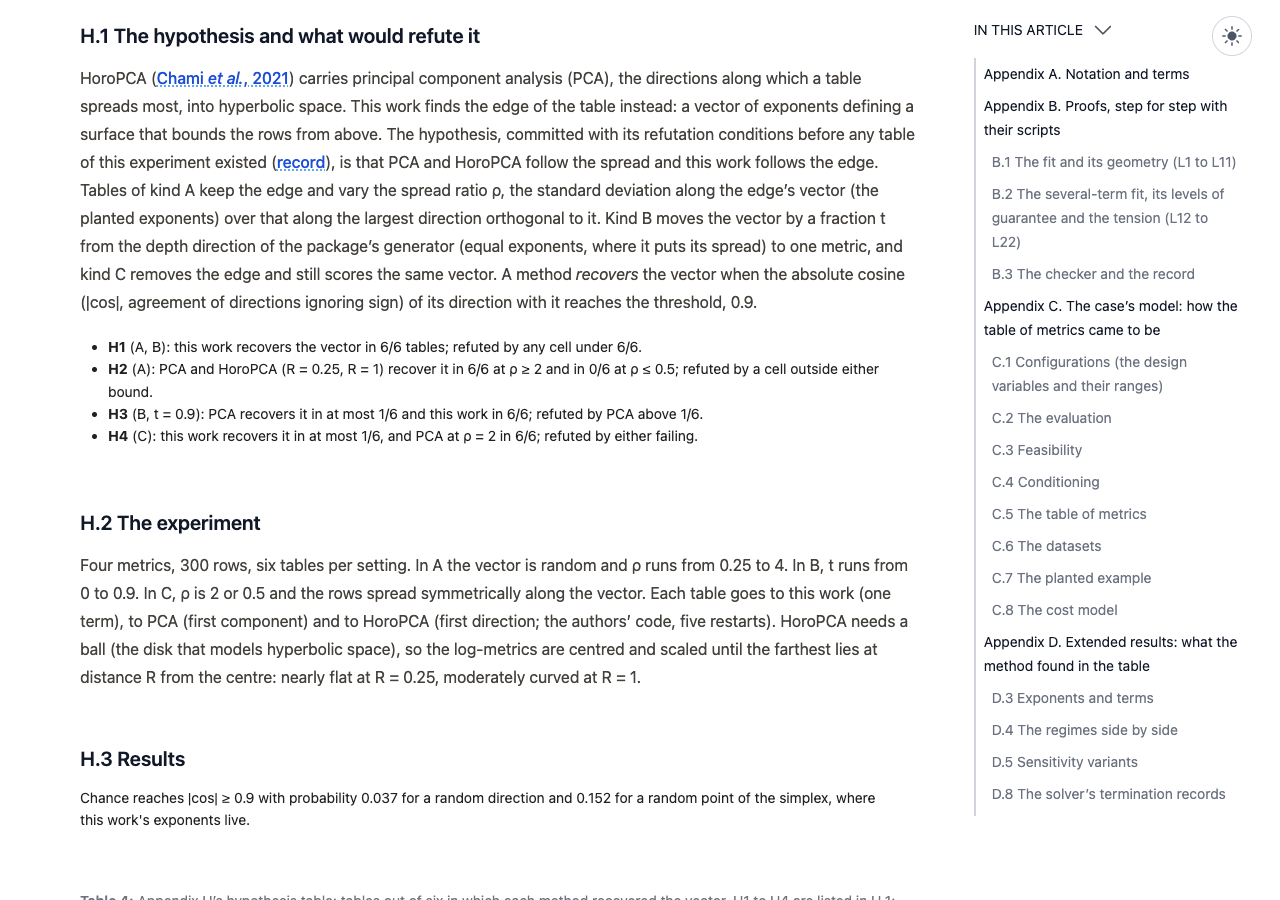 H.1 The hypothesis and what would refute it
HoroPCA (Chami et al., 2021) carries principal component analysis (PCA), the directions along which a table
spreads most, into hyperbolic space. This work finds the edge of the table instead: a vector of exponents defining a
surface that bounds the rows from above. The hypothesis, committed with its refutation conditions before any table
of this experiment existed (record), is that PCA and HoroPCA follow the spread and this work follows the edge.
Tables of kind A keep the edge and vary the spread ratio ρ, the standard deviation along the edge’s vector (the
planted exponents) over that along the largest direction orthogonal to it. Kind B moves the vector by a fraction t
from the depth direction of the package’s generator (equal exponents, where it puts its spread) to one metric, and
kind C removes the edge and still scores the same vector. A method recovers the vector when the absolute cosine
(|cos|, agreement of directions ignoring sign) of its direction with it reaches the threshold, 0.9.
• H1 (A, B): this work recovers the vector in 6/6 tables; refuted by any cell under 6/6.
• H2 (A): PCA and HoroPCA (R = 0.25, R = 1) recover it in 6/6 at ρ ≥ 2 and in 0/6 at ρ ≤ 0.5; refuted by a cell outside either
bound.
• H3 (B, t = 0.9): PCA recovers it in at most 1/6 and this work in 6/6; refuted by PCA above 1/6.
• H4 (C): this work recovers it in at most 1/6, and PCA at ρ = 2 in 6/6; refuted by either failing.
H.2 The experiment
Four metrics, 300 rows, six tables per setting. In A the vector is random and ρ runs from 0.25 to 4. In B, t runs from
0 to 0.9. In C, ρ is 2 or 0.5 and the rows spread symmetrically along the vector. Each table goes to this work (one
term), to PCA (first component) and to HoroPCA (first direction; the authors’ code, five restarts). HoroPCA needs a
ball (the disk that models hyperbolic space), so the log-metrics are centred and scaled until the farthest lies at
distance R from the centre: nearly flat at R = 0.25, moderately curved at R = 1.
H.3 Results
Chance reaches |cos| ≥ 0.9 with probability 0.037 for a random direction and 0.152 for a random point of the simplex, where
this work's exponents live.
Table 4: Appendix H’s hypothesis table: tables out of six in which each method recovered the vector. H1 to H4 are listed in H.1;
IN THIS ARTICLE
Appendix A. Notation and terms
Appendix B. Proofs, step for step with
their scripts
B.1 The fit and its geometry (L1 to L11)
B.2 The several-term fit, its levels of
guarantee and the tension (L12 to
L22)
B.3 The checker and the record
Appendix C. The case’s model: how the
table of metrics came to be
C.1 Configurations (the design
variables and their ranges)
C.2 The evaluation
C.3 Feasibility
C.4 Conditioning
C.5 The table of metrics
C.6 The datasets
C.7 The planted example
C.8 The cost model
Appendix D. Extended results: what the
method found in the table
D.3 Exponents and terms
D.4 The regimes side by side
D.5 Sensitivity variants
D.8 The solver’s termination records